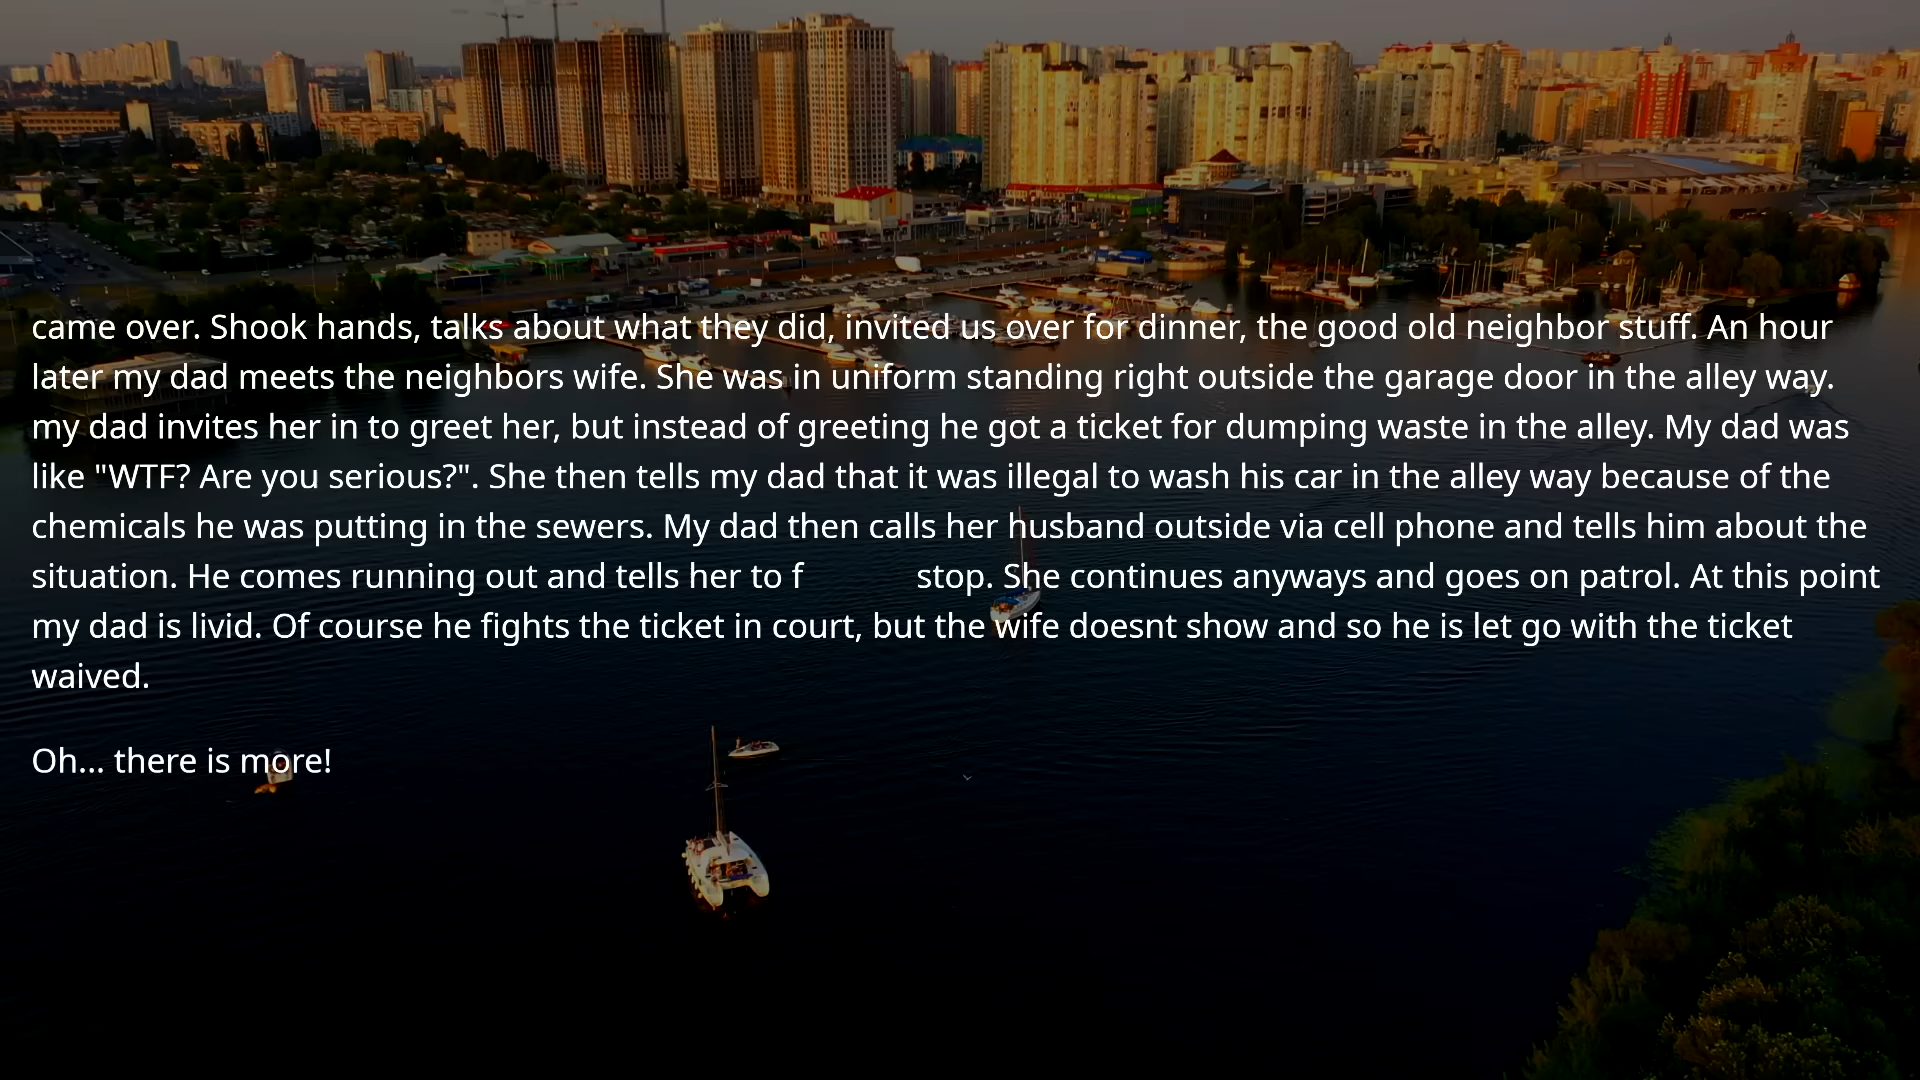 came over. Shook hands, talks about what they did, invited us over for dinner, the good old neighbor stuff. An hour
later my dad meets the neighbors wife. She was in uniform standing right outside the garage door in the alley way.
my dad invites her in to greet her, but instead of greeting he got a ticket for dumping waste in the alley. My dad was
like "WTF? Are you serious?". She then tells my dad that it was illegal to wash his car in the alley way because of the
chemicals he was putting in the sewers. My dad then calls her husband outside via cell phone and tells him about the
situation. He comes running out and tells her to f stop. She continues anyways and goes on patrol. At this point
my dad is livid. Of course he fights the ticket in court, but the wife doesnt show and so he is let go with the ticket
waived.
Oh... there is more!